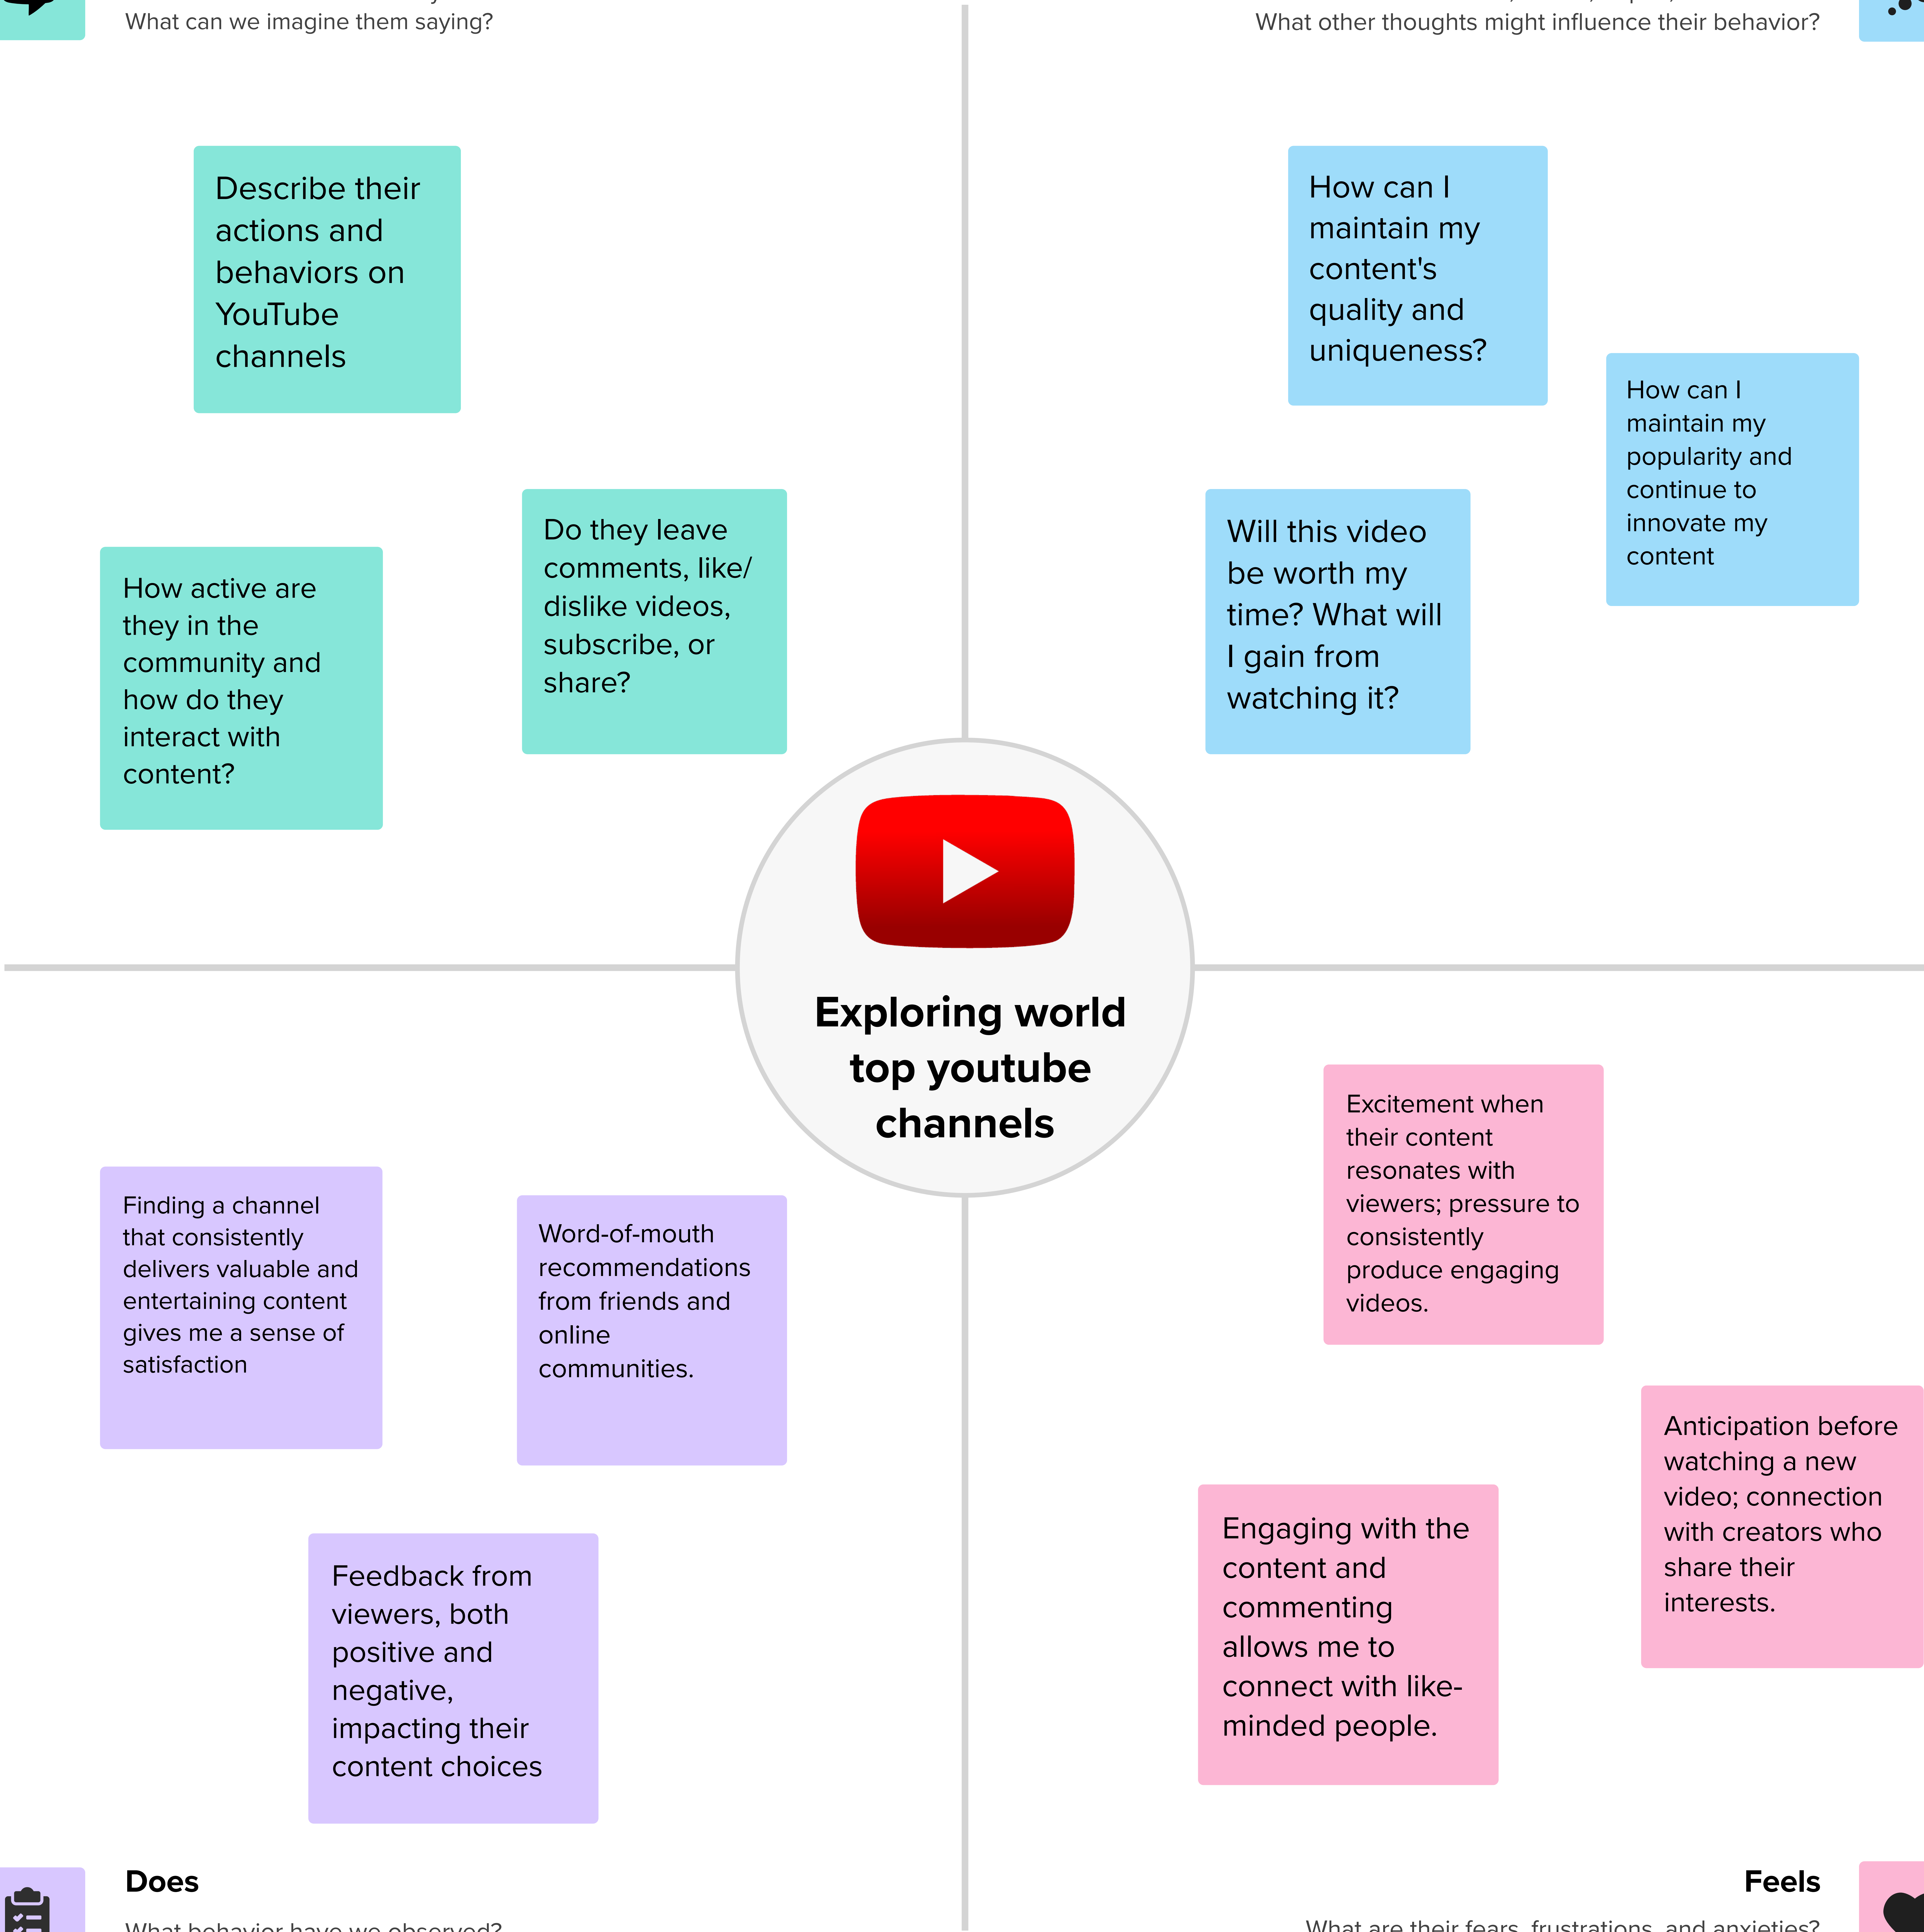 What can we imagine them saying?
What other thoughts might influence their behavior?
Describe their
actions and
behaviors on
YouTube
channels
How active are
they in the
community and
how do they
interact with
content?
Do they leave
comments, like/
dislike videos,
subscribe, or
share?
How can I
maintain my
content's
quality and
uniqueness?
How can I
maintain my
popularity and
continue to
innovate my
content
Will this video
be worth my
time? What will
I gain from
watching it?
Exploring world
top youtube
channels
Finding a channel
that consistently
delivers valuable and
entertaining content
gives me a sense of
satisfaction
Word-of-mouth
recommendations
from friends and
online
communities.
Feedback from
viewers, both
positive and
negative,
impacting their
content choices
Excitement when
their content
resonates with
viewers; pressure to
consistently
produce engaging
videos.
Anticipation before
watching a new
video; connection
with creators who
share their
interests.
Engaging with the
content and
commenting
allows me to
connect with like-
minded people.
Does
What behavior have we observed?
Feels
What are their fears, frustrations, and anxieties?